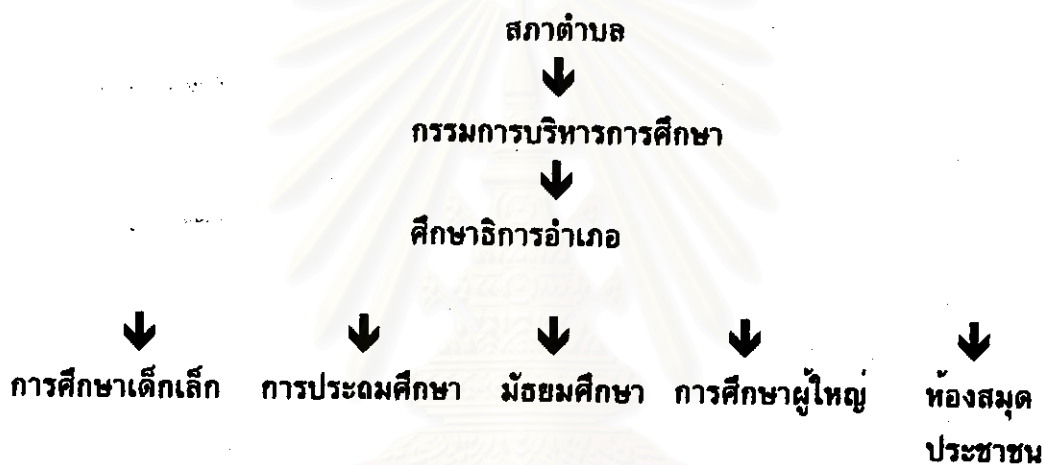 สภาตำบล
กรรมการบริหารการศึกษา
ศึกษาธิการอำเภอ
การศึกษาเด็กเล็ก การประถมศึกษา มัธยมศึกษา การศึกษาผู้ใหญ่ ห้องสมุด
ประชาชน